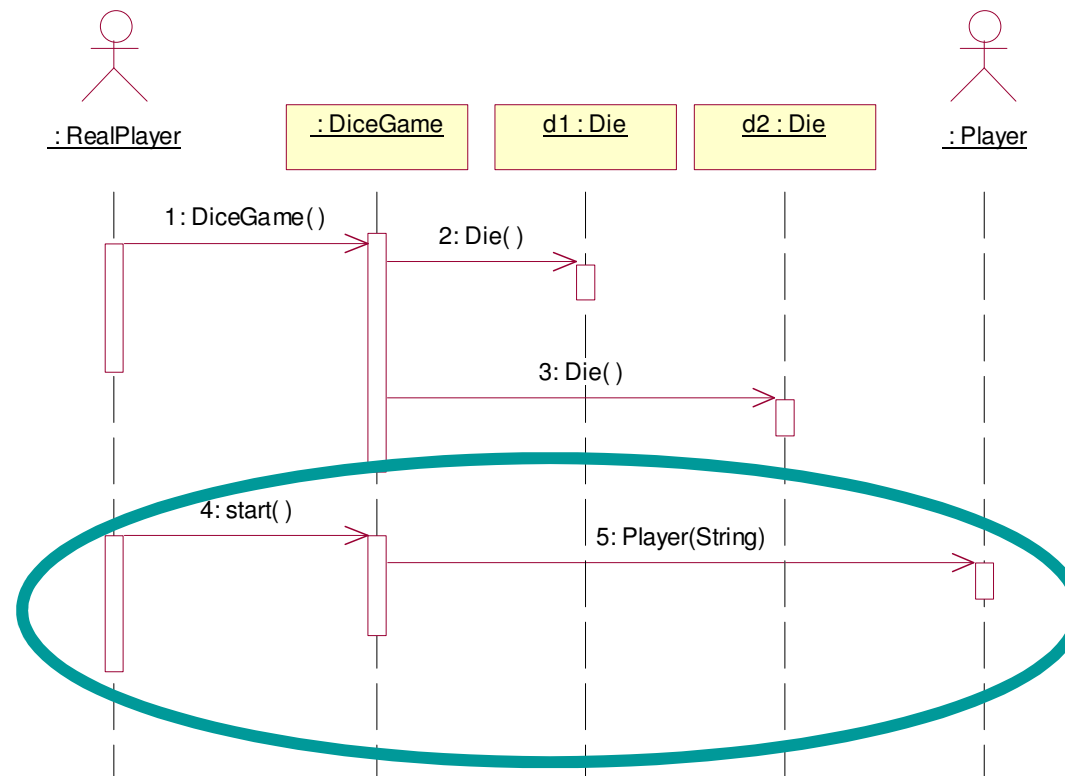 : RealPlayer
: DiceGame
d1 : Die
d2 : Die
: Player
1: DiceGame( )
2: Die( )
3: Die( )
4: start( )
5: Player(String)